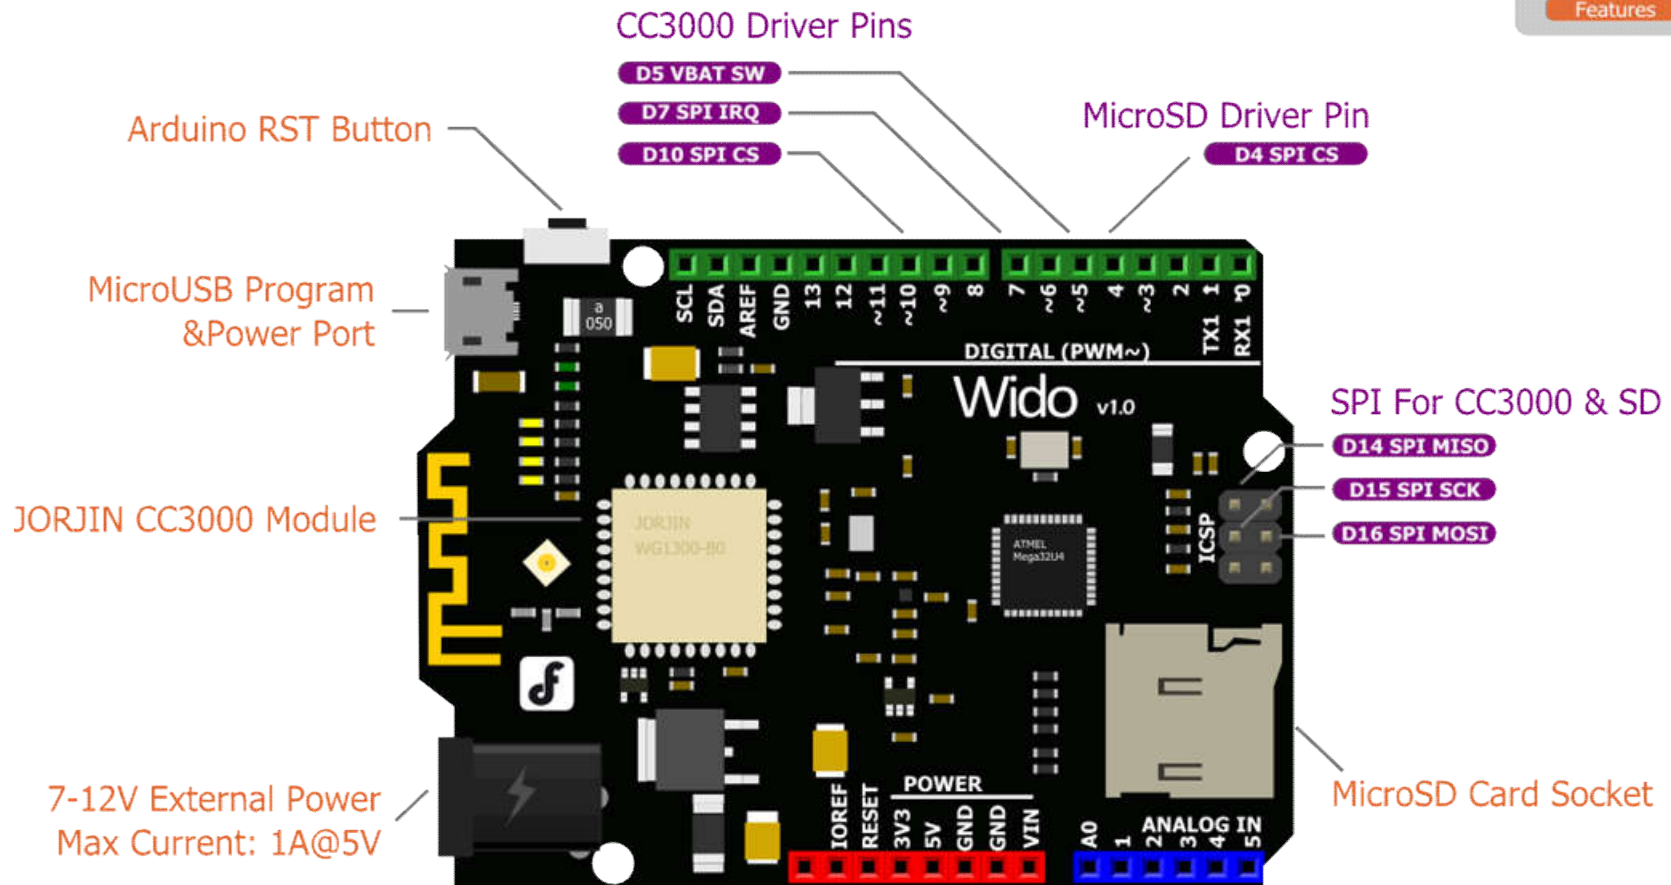 Features
CC3000 Driver Pins
D5 VBAT SW
D7 SPI IRQ
D10 SPI CS
MicroSD Driver Pin
D4 SPI CS
Arduino RST Button
MicroUSB Program
&Power Port
a
050
SCL
SDA
AREF
GND
13
12
~11
~10
~9
8
7
~6
~5
4
~3
2
TX1 1
RX1 0
DIGITAL (PWM~)
Wido v1.0
SPI For CC3000 & SD
D14 SPI MISO
D15 SPI SCK
D16 SPI MOSI
ICSP
JORJIN CC3000 Module
JORJIN
WG1300-B0
ATMEL
Mega32U4
7-12V External Power
Max Current: 1A@5V
MicroSD Card Socket
POWER
IOREF
RESET
3V3
5V
GND
GND
VIN
ANALOG IN
A0
1
2
3
4
5